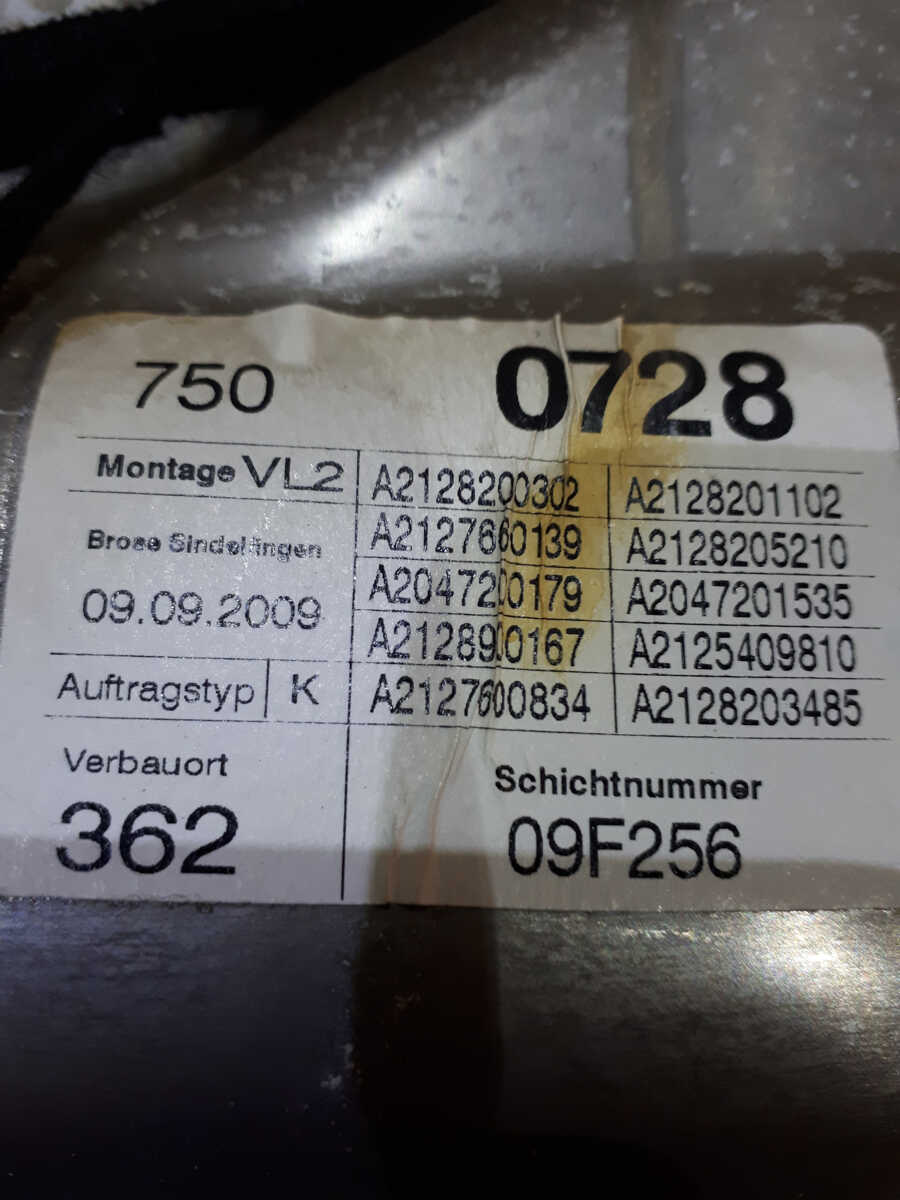 750 0728
Montage VL2 A2128200302 A2128201102
Brose Sindelfingen A2127660139 A2128205210
09.09.2009 A2047200179 A2047201535
A2128900167 A2125409810
Auftragstyp K A2127600834 A2128203485
Verbauort Schichtnummer
362 09F256